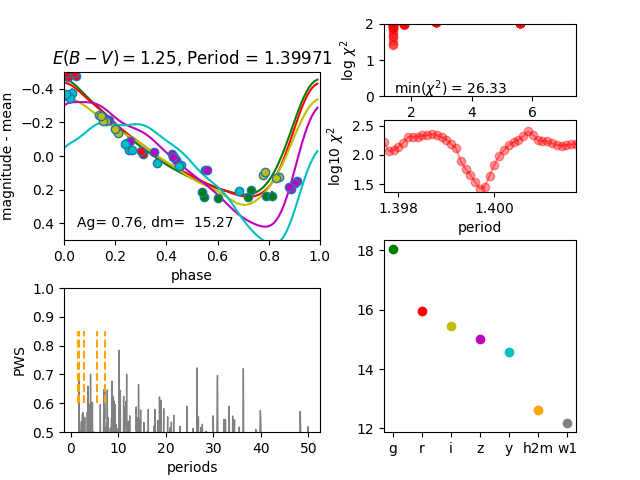 E(B − V) = 1.25, Period = 1.39971
magnitude - mean
−0.4
−0.2
0.0
0.2
0.4
Ag= 0.76, dm=  15.27
0.0 0.2 0.4 0.6 0.8 1.0
phase
log χ²
2
1
0
min(χ²) = 26.33
2 4 6
log10 χ²
2.5
2.0
1.5
1.398 1.400
period
PWS
1.0
0.9
0.8
0.7
0.6
0.5
0 10 20 30 40 50
periods
18
16
14
12
g r i z y h2m w1